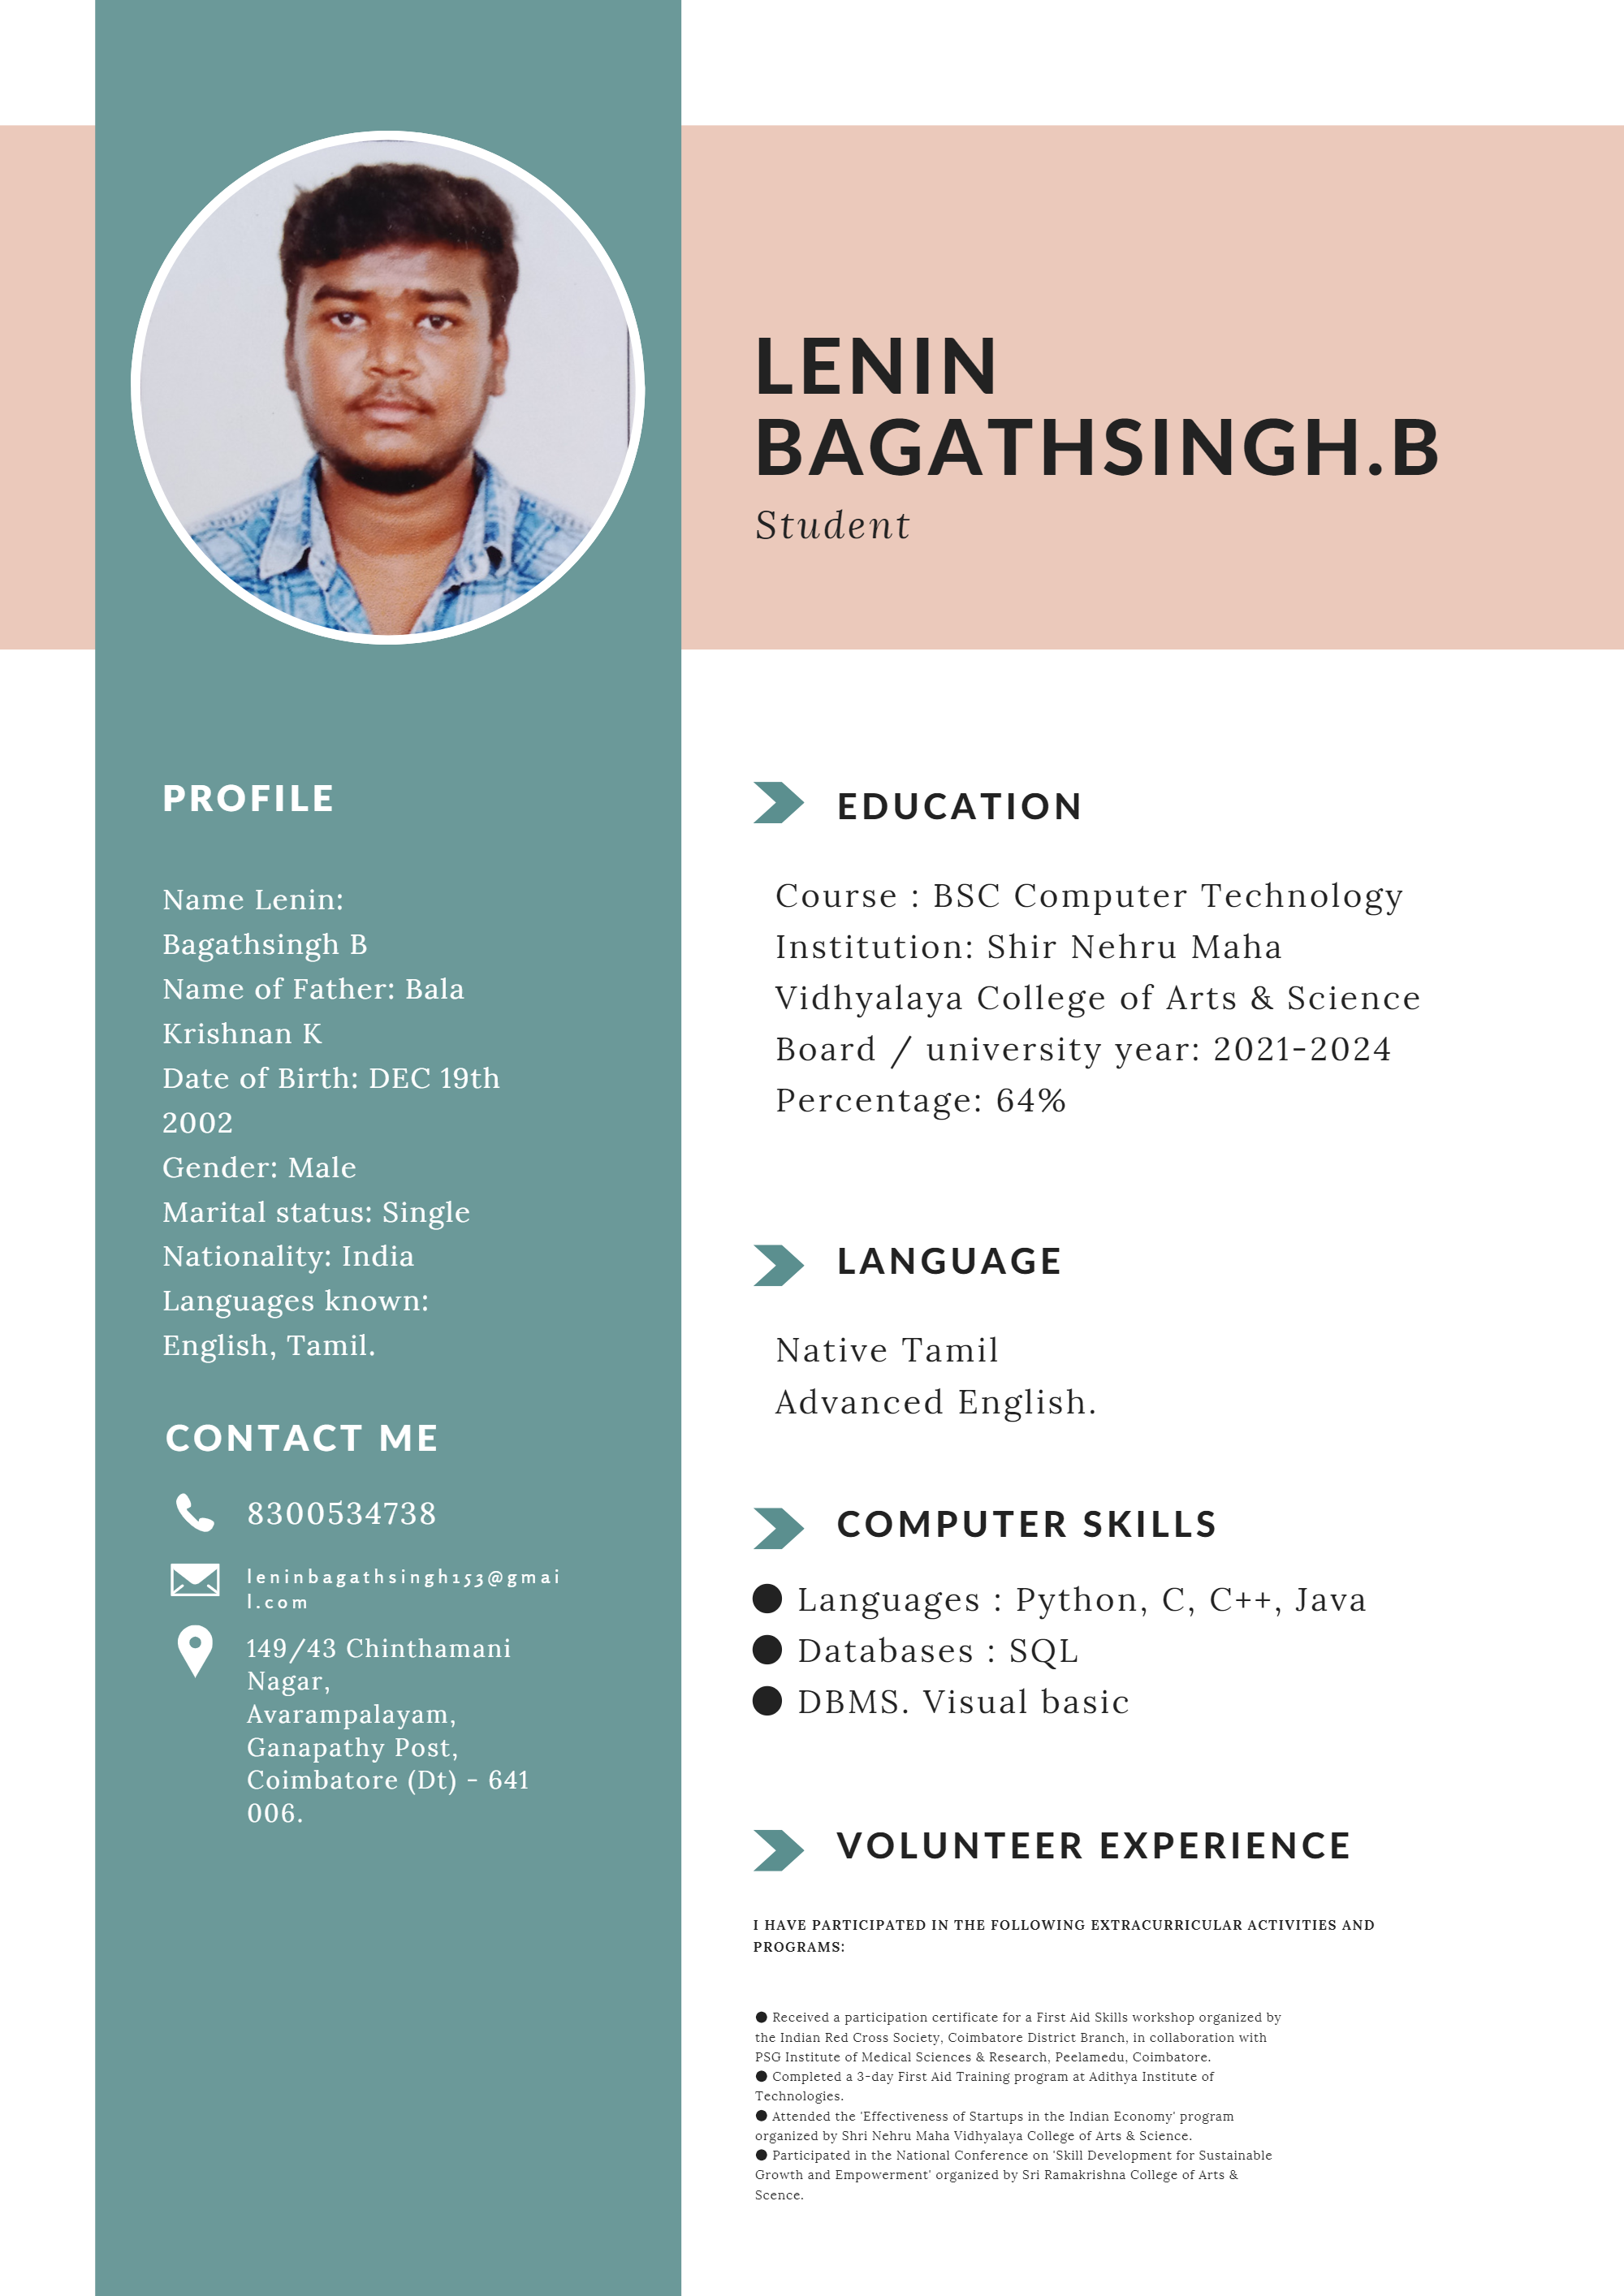 LENIN
BAGATHSINGH.B
Student
PROFILE
Name Lenin:
Bagathsingh B
Name of Father: Bala
Krishnan K
Date of Birth: DEC 19th
2002
Gender: Male
Marital status: Single
Nationality: India
Languages known:
English, Tamil.
CONTACT ME
8300534738
leninbagathsingh153@gmai
l.com
149/43 Chinthamani
Nagar,
Avarampalayam,
Ganapathy Post,
Coimbatore (Dt) - 641
006.
EDUCATION
Course : BSC Computer Technology
Institution: Shir Nehru Maha
Vidhyalaya College of Arts & Science
Board / university year: 2021-2024
Percentage: 64%
LANGUAGE
Native Tamil
Advanced English.
COMPUTER SKILLS
● Languages : Python, C, C++, Java
● Databases : SQL
● DBMS. Visual basic
VOLUNTEER EXPERIENCE
I HAVE PARTICIPATED IN THE FOLLOWING EXTRACURRICULAR ACTIVITIES AND
PROGRAMS:
● Received a participation certificate for a First Aid Skills workshop organized by
the Indian Red Cross Society, Coimbatore District Branch, in collaboration with
PSG Institute of Medical Sciences & Research, Peelamedu, Coimbatore.
● Completed a 3-day First Aid Training program at Adithya Institute of
Technologies.
● Attended the 'Effectiveness of Startups in the Indian Economy' program
organized by Shri Nehru Maha Vidhyalaya College of Arts & Science.
● Participated in the National Conference on 'Skill Development for Sustainable
Growth and Empowerment' organized by Sri Ramakrishna College of Arts &
Scence.